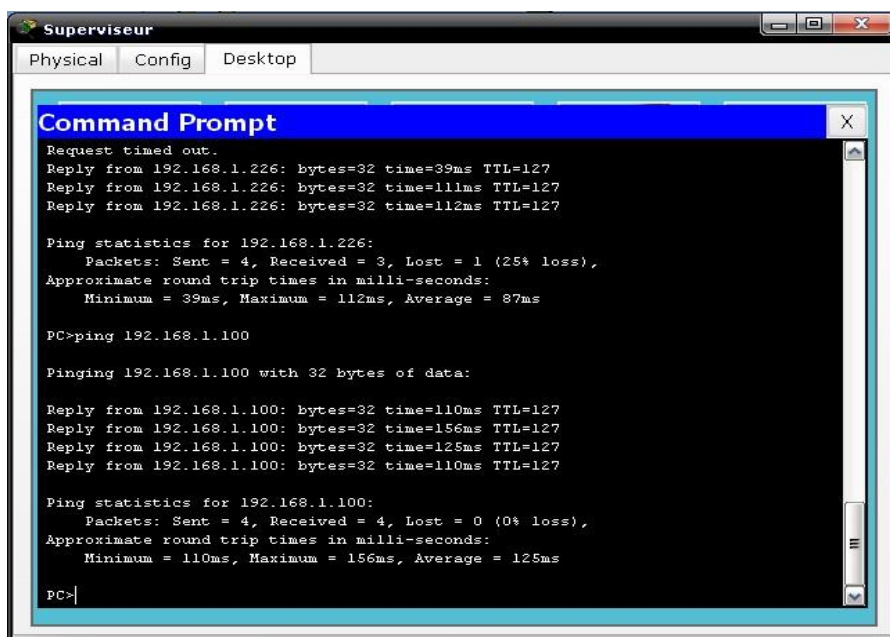 Superviseur
Physical Config Desktop
Command Prompt
X
Request timed out.
Reply from 192.168.1.226: bytes=32 time=39ms TTL=127
Reply from 192.168.1.226: bytes=32 time=111ms TTL=127
Reply from 192.168.1.226: bytes=32 time=112ms TTL=127
Ping statistics for 192.168.1.226:
Packets: Sent = 4, Received = 3, Lost = 1 (25% loss),
Approximate round trip times in milli-seconds:
Minimum = 39ms, Maximum = 112ms, Average = 87ms
PC>ping 192.168.1.100
Pinging 192.168.1.100 with 32 bytes of data:
Reply from 192.168.1.100: bytes=32 time=110ms TTL=127
Reply from 192.168.1.100: bytes=32 time=156ms TTL=127
Reply from 192.168.1.100: bytes=32 time=125ms TTL=127
Reply from 192.168.1.100: bytes=32 time=110ms TTL=127
Ping statistics for 192.168.1.100:
Packets: Sent = 4, Received = 4, Lost = 0 (0% loss),
Approximate round trip times in milli-seconds:
Minimum = 110ms, Maximum = 156ms, Average = 125ms
PC>